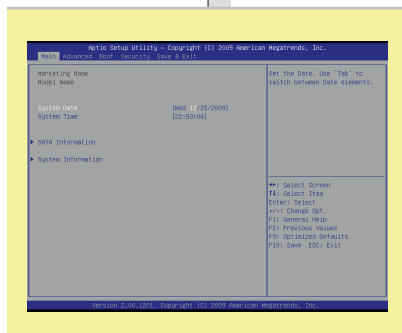 Aptio Setup Utility - Copyright (C) 2009 American Megatrends, Inc.
Main Advanced Boot Security Save & Exit
Marketing Name
Model Name
System Date [Wed 11/25/2009]
System Time [22:53:06]
SATA Information
System Information
Set the Date. Use 'Tab' to
switch between Date elements.
→←: Select Screen
↑↓: Select Item
Enter: Select
+/-: Change Opt.
F1: General Help
F2: Previous Values
F9: Optimized Defaults
F10: Save ESC: Exit
Version 2.00.1201. Copyright (C) 2009 American Megatrends, Inc.